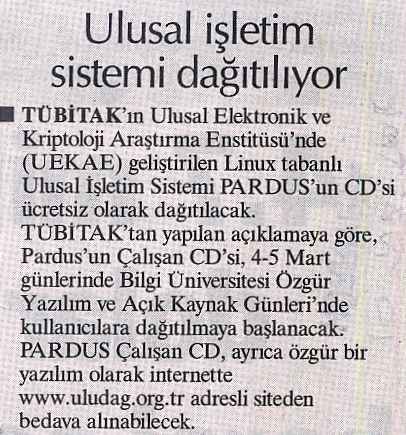 Ulusal işletim
sistemi dağıtılıyor
■ TÜBİTAK'ın Ulusal Elektronik ve
Kriptoloji Araştırma Enstitüsü'nde
(UEKAE) geliştirilen Linux tabanlı
Ulusal İşletim Sistemi PARDUS'un CD'si
ücretsiz olarak dağıtılacak.
TÜBİTAK'tan yapılan açıklamaya göre,
Pardus'un Çalışan CD'si, 4-5 Mart
günlerinde Bilgi Üniversitesi Özgür
Yazılım ve Açık Kaynak Günleri'nde
kullanıcılara dağıtılmaya başlanacak.
PARDUS Çalışan CD, ayrıca özgür bir
yazılım olarak internette
www.uludag.org.tr adresli siteden
bedava alınabilecek.